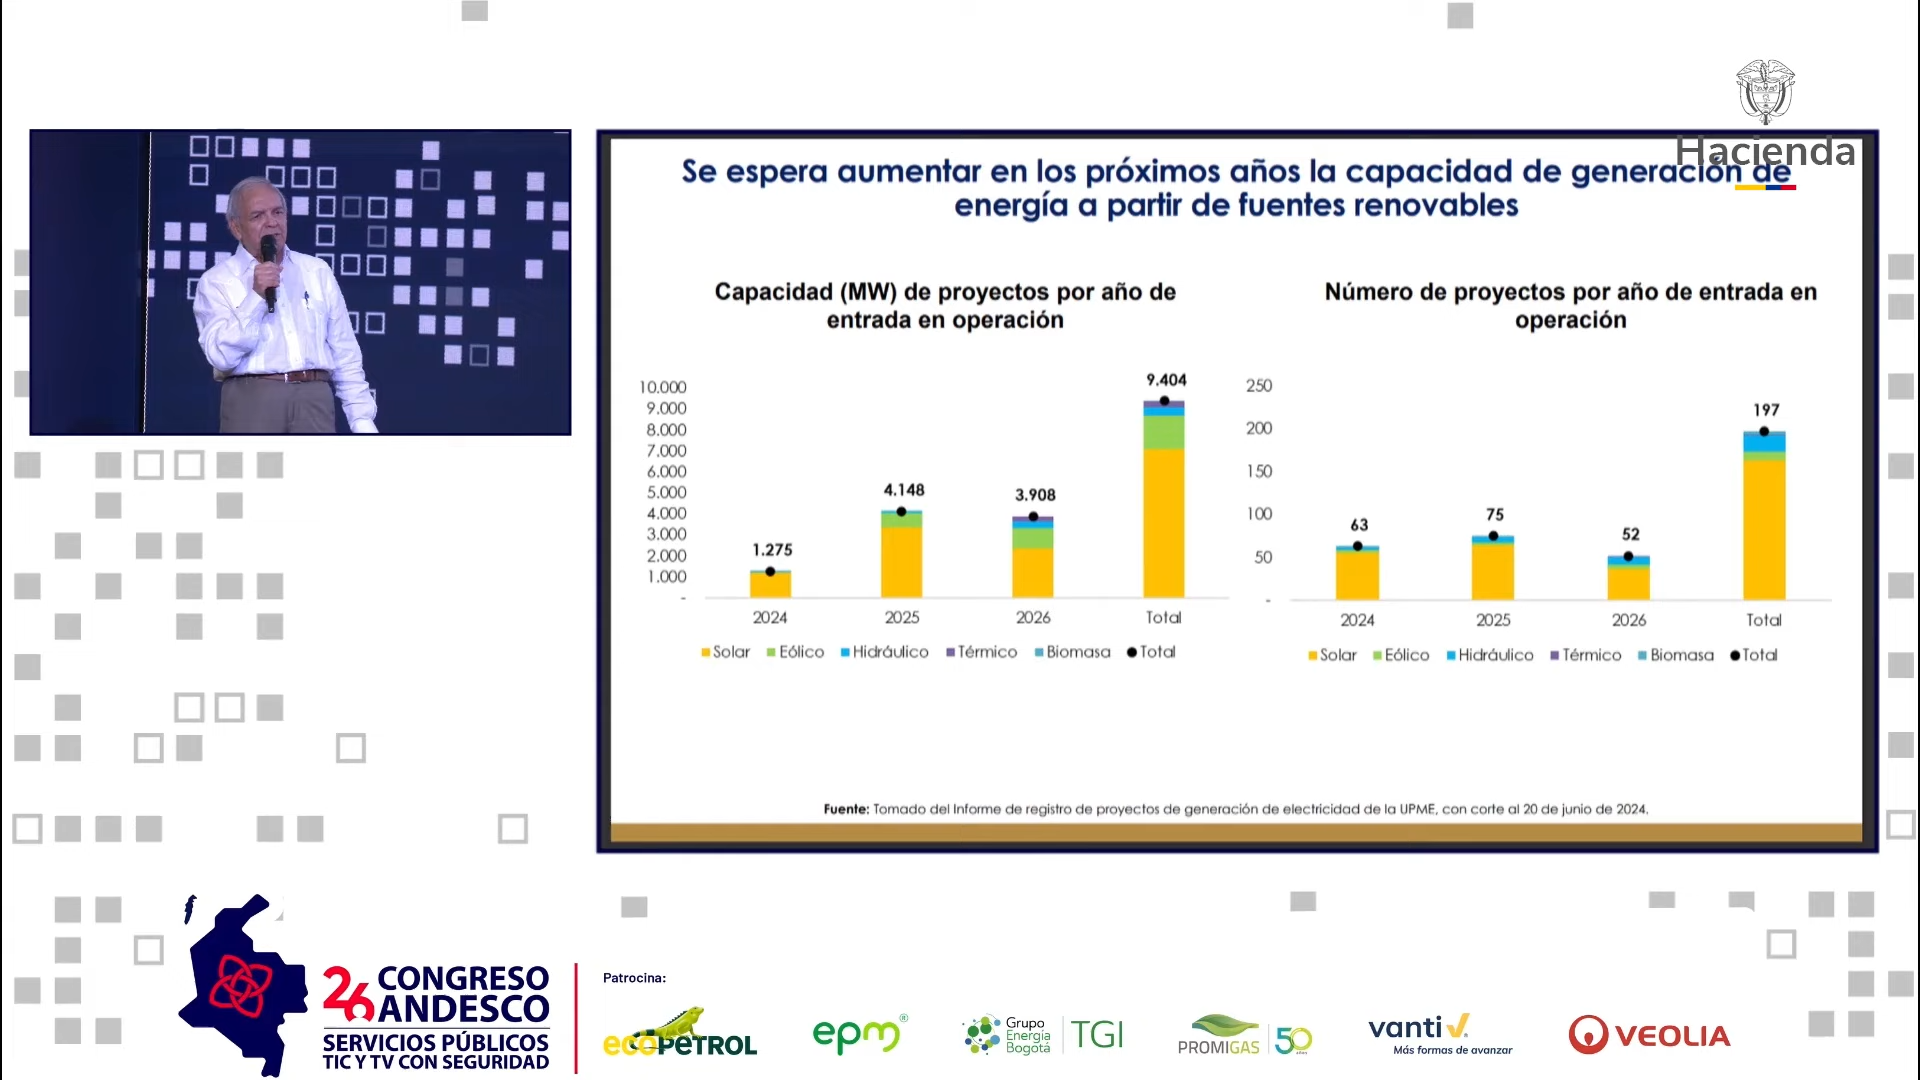 Hacienda
Se espera aumentar en los próximos años la capacidad de generación de
energía a partir de fuentes renovables
Capacidad (MW) de proyectos por año de
entrada en operación
10.000
9.000
8.000
7.000
6.000
5.000
4.000
3.000
2.000
1.000
-
1.275
4.148
3.908
9.404
2024
2025
2026
Total
Solar
Eólico
Hidráulico
Térmico
Biomasa
Total
Número de proyectos por año de entrada en
operación
250
200
150
100
50
-
63
75
52
197
2024
2025
2026
Total
Solar
Eólico
Hidráulico
Térmico
Biomasa
Total
Fuente: Tomado del Informe de registro de proyectos de generación de electricidad de la UPME, con corte al 20 de junio de 2024.
26 CONGRESO
ANDESCO
SERVICIOS PÚBLICOS
TIC Y TV CON SEGURIDAD
Patrocina:
ecoPETROL
epm®
Grupo
Energía
Bogotá
TGI
PROMIGAS
50
años
vanti
Más formas de avanzar
VEOLIA